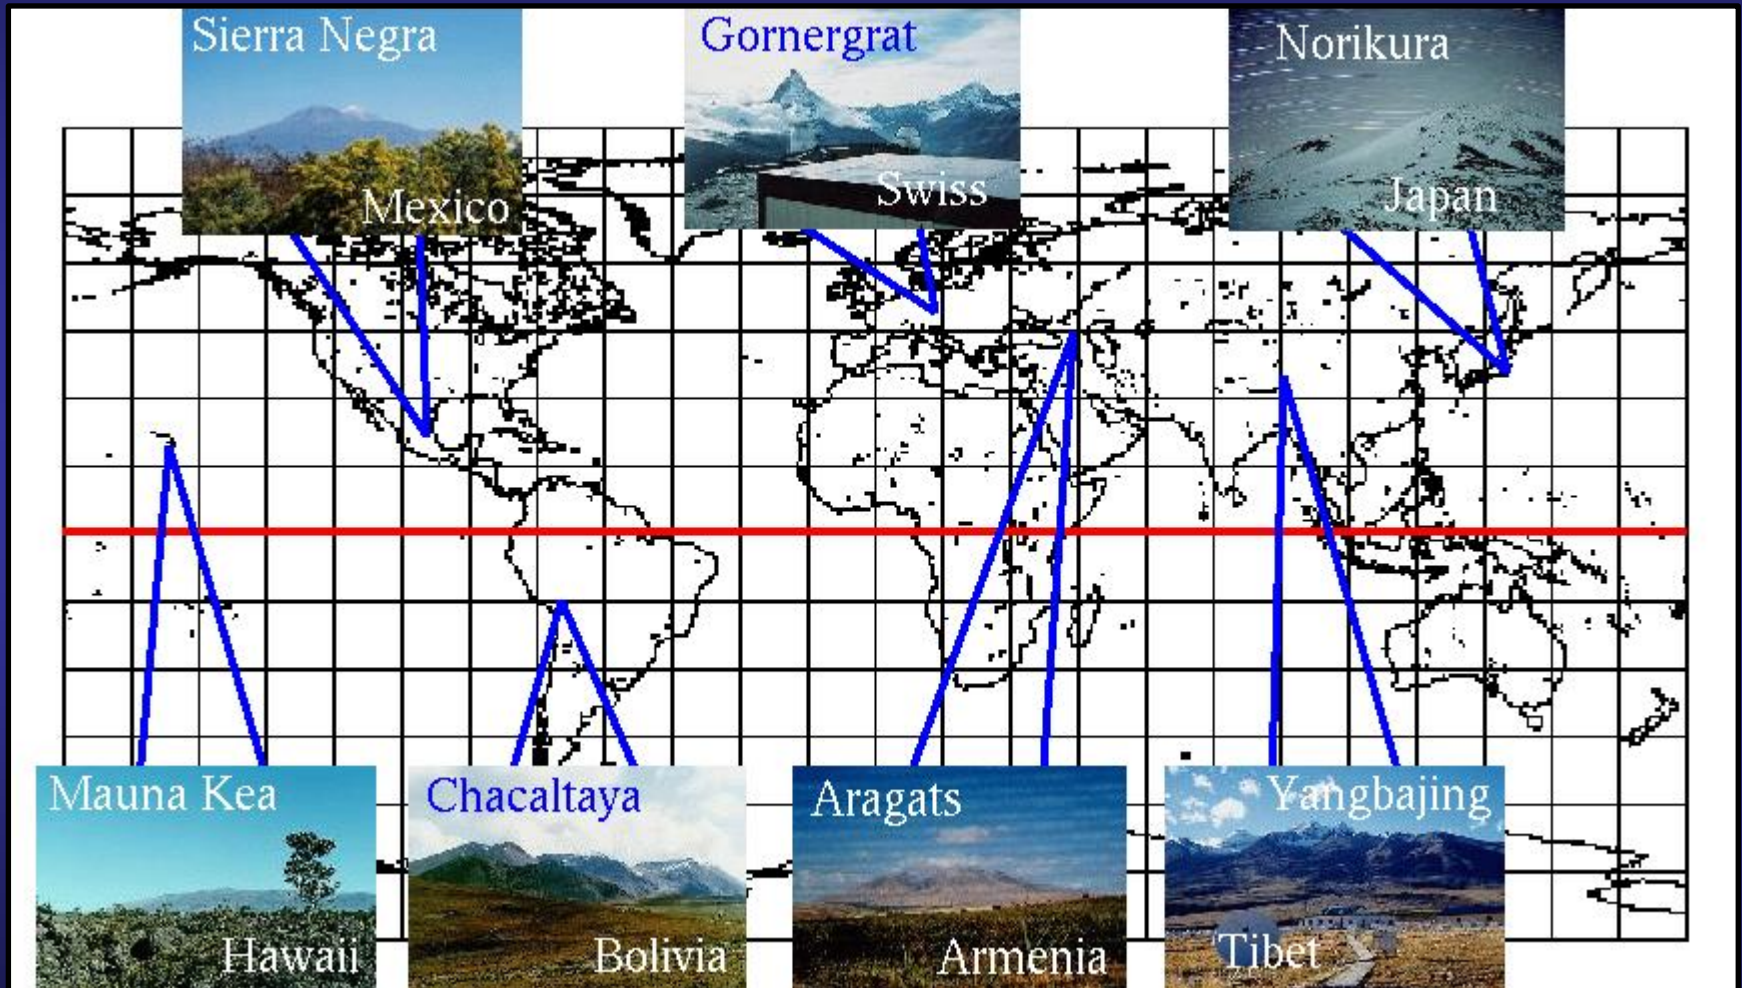 Sierra Negra
Mexico
Gornergrat
Swiss
Norikura
Japan
Mauna Kea
Hawaii
Chacaltaya
Bolivia
Aragats
Armenia
Yangbajing
Tibet